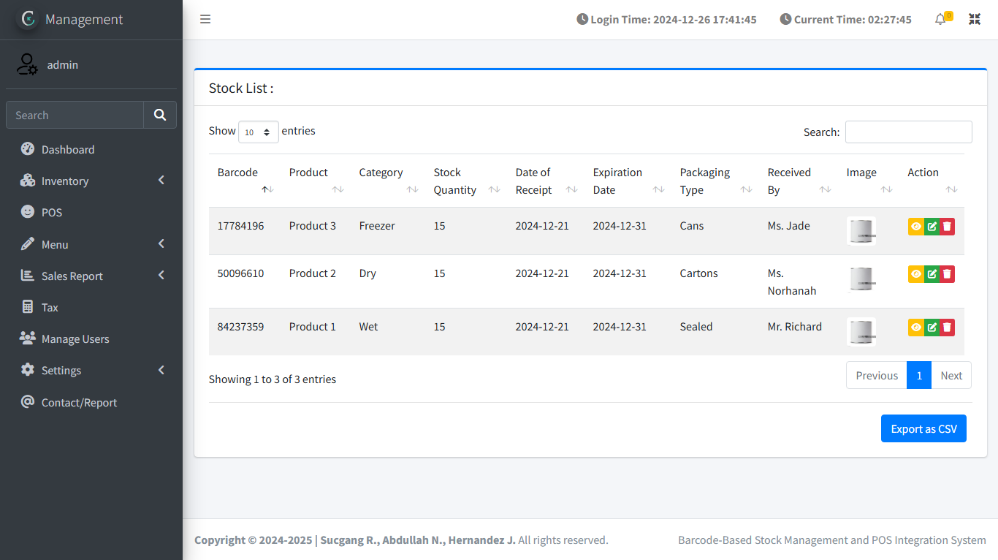 Management
Login Time: 2024-12-26 17:41:45 Current Time: 02:27:45
admin
Search
Dashboard
Inventory
POS
Menu
Sales Report
Tax
Manage Users
Settings
Contact/Report
Stock List :
Show 10 entries Search:
Barcode Product Category Stock Quantity Date of Receipt Expiration Date Packaging Type Received By Image Action
17784196 Product 3 Freezer 15 2024-12-21 2024-12-31 Cans Ms. Jade
50096610 Product 2 Dry 15 2024-12-21 2024-12-31 Cartons Ms. Norhanah
84237359 Product 1 Wet 15 2024-12-21 2024-12-31 Sealed Mr. Richard
Showing 1 to 3 of 3 entries Previous 1 Next
Export as CSV
Copyright © 2024-2025 | Sucgang R., Abdullah N., Hernandez J. All rights reserved. Barcode-Based Stock Management and POS Integration System